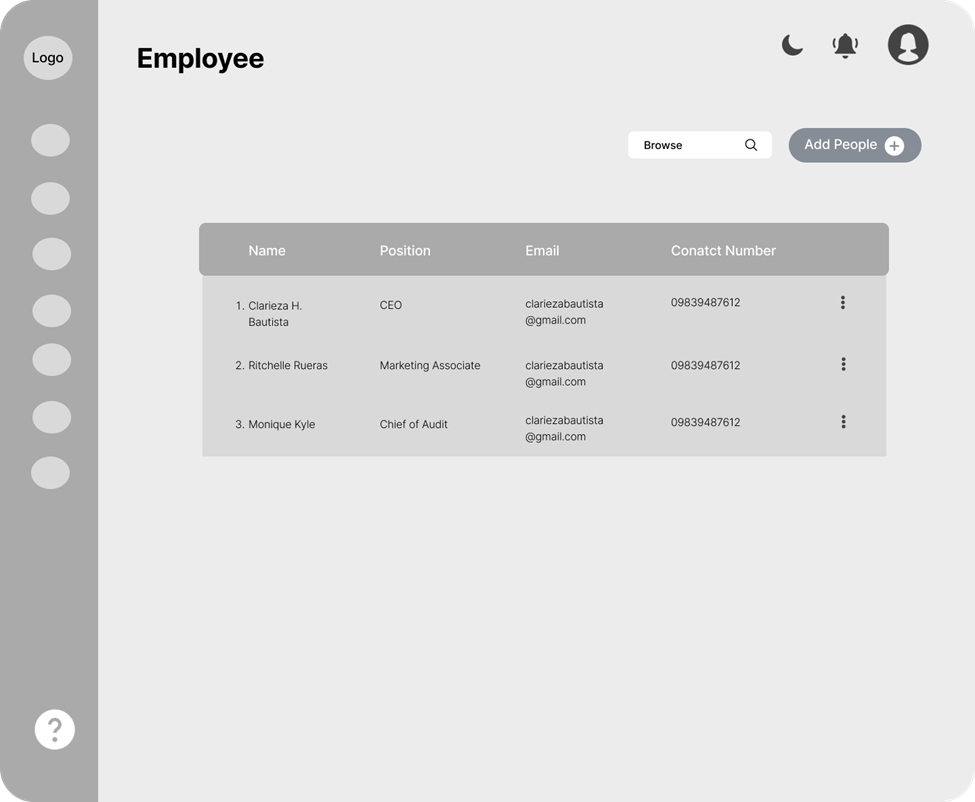 Logo
Employee
Browse
Add People
Name Position Email Conatct Number
1. Clarieza H. Bautista CEO clariezabautista@gmail.com 09839487612
2. Ritchelle Rueras Marketing Associate clariezabautista@gmail.com 09839487612
3. Monique Kyle Chief of Audit clariezabautista@gmail.com 09839487612
?